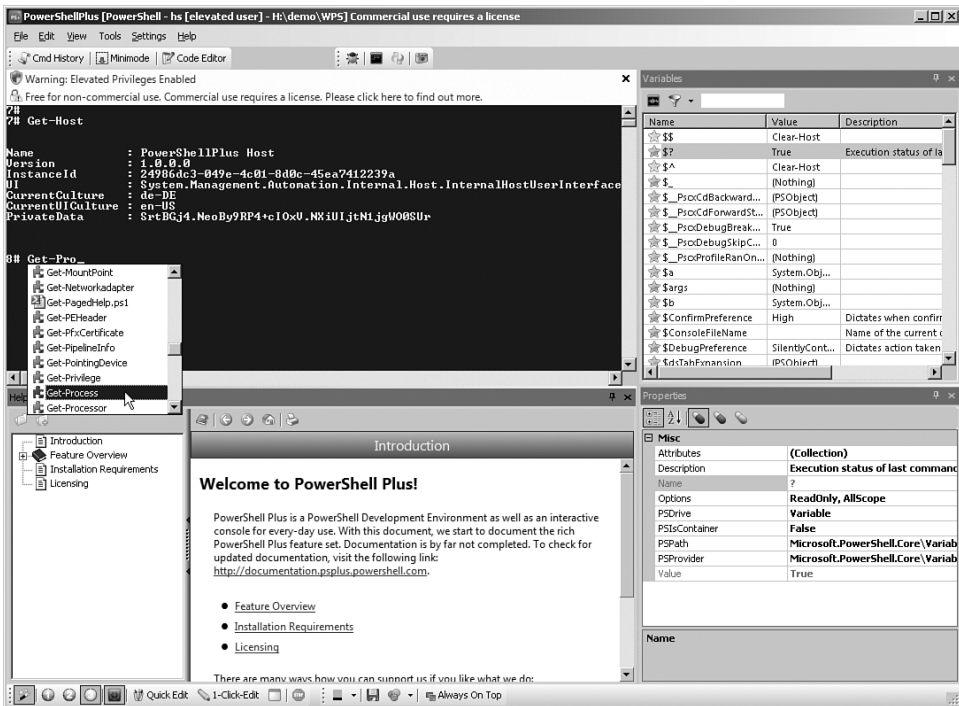 PowerShellPlus [PowerShell - hs [elevated user] - H:\demo\WPS] Commercial use requires a license
File Edit View Tools Settings Help
Cmd History Minimode Code Editor
Warning: Elevated Privileges Enabled
Free for non-commercial use. Commercial use requires a license. Please click here to find out more.
7#
7# Get-Host
Name : PowerShellPlus Host
Version : 1.0.0.0
InstanceId : 24986dc3-049e-4c01-8d0c-45ea7412239a
UI : System.Management.Automation.Internal.Host.InternalHostUserInterface
CurrentCulture : de-DE
CurrentUICulture : en-US
PrivateData : SrtBGj4.NeoBy9RP4+cIOxU.NXiUIjtN1jgWO0SUr
8# Get-Pro_
Get-MountPoint
Get-Networkadapter
Get-PagedHelp.ps1
Get-PEHeader
Get-PfxCertificate
Get-PipelineInfo
Get-PointingDevice
Get-Privilege
Get-Process
Get-Processor
Variables
Name Value Description
$$ Clear-Host
$? True Execution status of la
$^ Clear-Host
$_ (Nothing)
$_PscxCdBackward... (PSObject)
$_PscxCdForwardSt... (PSObject)
$_PscxDebugBreak... True
$_PscxDebugSkipC... 0
$_PscxProfileRanOn... (Nothing)
$a System.Obj...
$args (Nothing)
$b System.Obj...
$ConfirmPreference High Dictates when confirm
$ConsoleFileName Name of the current c
$DebugPreference SilentlyCont... Dictates action taken
$dsTabExpansion (PSObject)
Help
Introduction
Feature Overview
Installation Requirements
Licensing
Introduction
Welcome to PowerShell Plus!
PowerShell Plus is a PowerShell Development Environment as well as an interactive
console for every-day use. With this document, we start to document the rich
PowerShell Plus feature set. Documentation is by far not completed. To check for
updated documentation, visit the following link:
http://documentation.psplus.powershell.com.
Feature Overview
Installation Requirements
Licensing
There are many ways how you can support us if you like what we do:
Properties
Misc
Attributes (Collection)
Description Execution status of last command
Name ?
Options ReadOnly, AllScope
PSDrive Variable
PSIsContainer False
PSPath Microsoft.PowerShell.Core\Variab
PSProvider Microsoft.PowerShell.Core\Variab
Value True
Name
Quick Edit 1-Click-Edit Always On Top